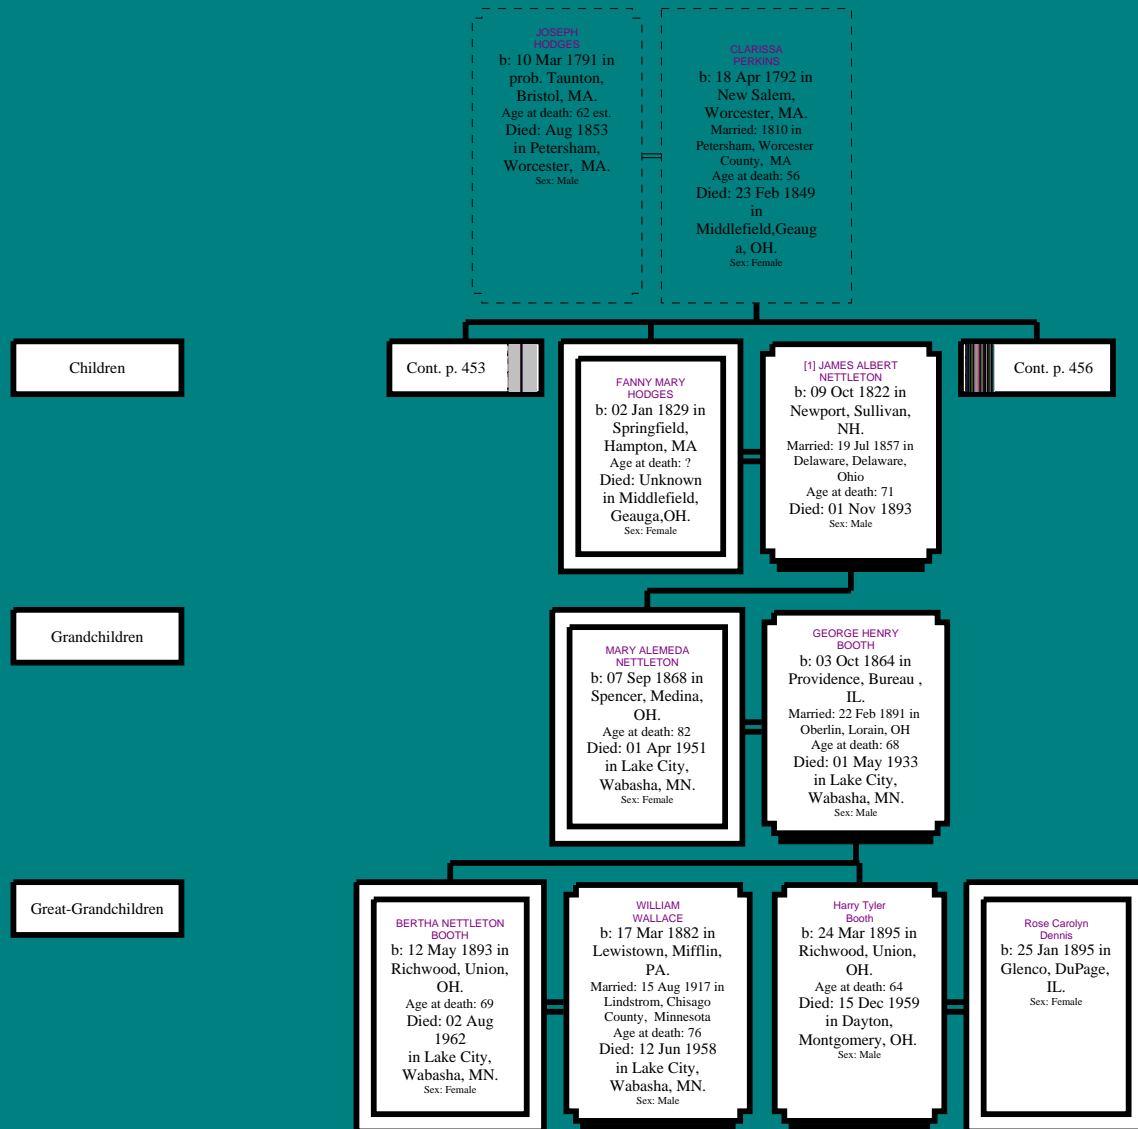 JOSEPH
HODGES
b: 10 Mar 1791 in
prob. Taunton,
Bristol, MA.
Age at death: 62 est.
Died: Aug 1853
in Petersham,
Worcester, MA.
Sex: Male
CLARISSA
PERKINS
b: 18 Apr 1792 in
New Salem,
Worcester, MA.
Married: 1810 in
Petersham, Worcester
County, MA
Age at death: 56
Died: 23 Feb 1849
in
Middlefield,Geaug
a, OH.
Sex: Female
Children
Cont. p. 453
FANNY MARY
HODGES
b: 02 Jan 1829 in
Springfield,
Hampton, MA
Age at death: ?
Died: Unknown
in Middlefield,
Geauga,OH.
Sex: Female
[1] JAMES ALBERT
NETTLETON
b: 09 Oct 1822 in
Newport, Sullivan,
NH.
Married: 19 Jul 1857 in
Delaware, Delaware,
Ohio
Age at death: 71
Died: 01 Nov 1893
Sex: Male
Cont. p. 456
Grandchildren
MARY ALEMEDA
NETTLETON
b: 07 Sep 1868 in
Spencer, Medina,
OH.
Age at death: 82
Died: 01 Apr 1951
in Lake City,
Wabasha, MN.
Sex: Female
GEORGE HENRY
BOOTH
b: 03 Oct 1864 in
Providence, Bureau ,
IL.
Married: 22 Feb 1891 in
Oberlin, Lorain, OH
Age at death: 68
Died: 01 May 1933
in Lake City,
Wabasha, MN.
Sex: Male
Great-Grandchildren
BERTHA NETTLETON
BOOTH
b: 12 May 1893 in
Richwood, Union,
OH.
Age at death: 69
Died: 02 Aug
1962
in Lake City,
Wabasha, MN.
Sex: Female
WILLIAM
WALLACE
b: 17 Mar 1882 in
Lewistown, Mifflin,
PA.
Married: 15 Aug 1917 in
Lindstrom, Chisago
County, Minnesota
Age at death: 76
Died: 12 Jun 1958
in Lake City,
Wabasha, MN.
Sex: Male
Harry Tyler
Booth
b: 24 Mar 1895 in
Richwood, Union,
OH.
Age at death: 64
Died: 15 Dec 1959
in Dayton,
Montgomery, OH.
Sex: Male
Rose Carolyn
Dennis
b: 25 Jan 1895 in
Glenco, DuPage,
IL.
Sex: Female